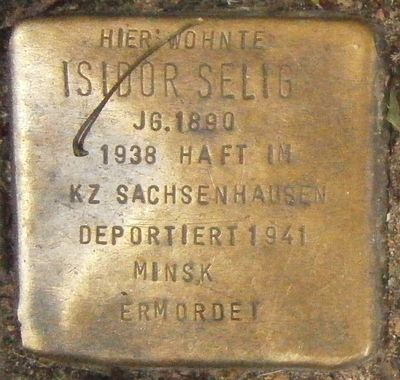 HIER WOHNTE
ISIDOR SELIG
JG. 1890
1938 HAFT IM
KZ SACHSENHAUSEN
DEPORTIERT 1941
MINSK
ERMORDET